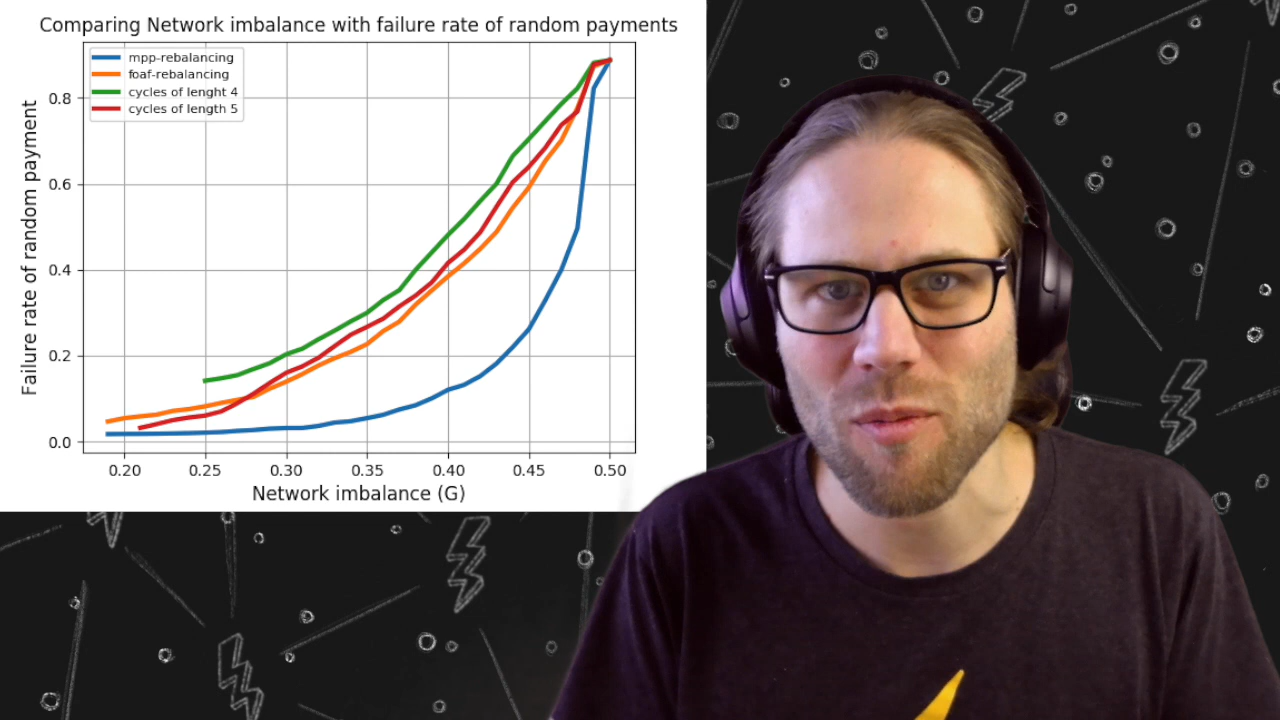 Comparing Network imbalance with failure rate of random payments
mpp-rebalancing
foaf-rebalancing
cycles of lenght 4
cycles of length 5
Failure rate of random payment
0.8
0.6
0.4
0.2
0.0
0.20 0.25 0.30 0.35 0.40 0.45 0.50
Network imbalance (G)